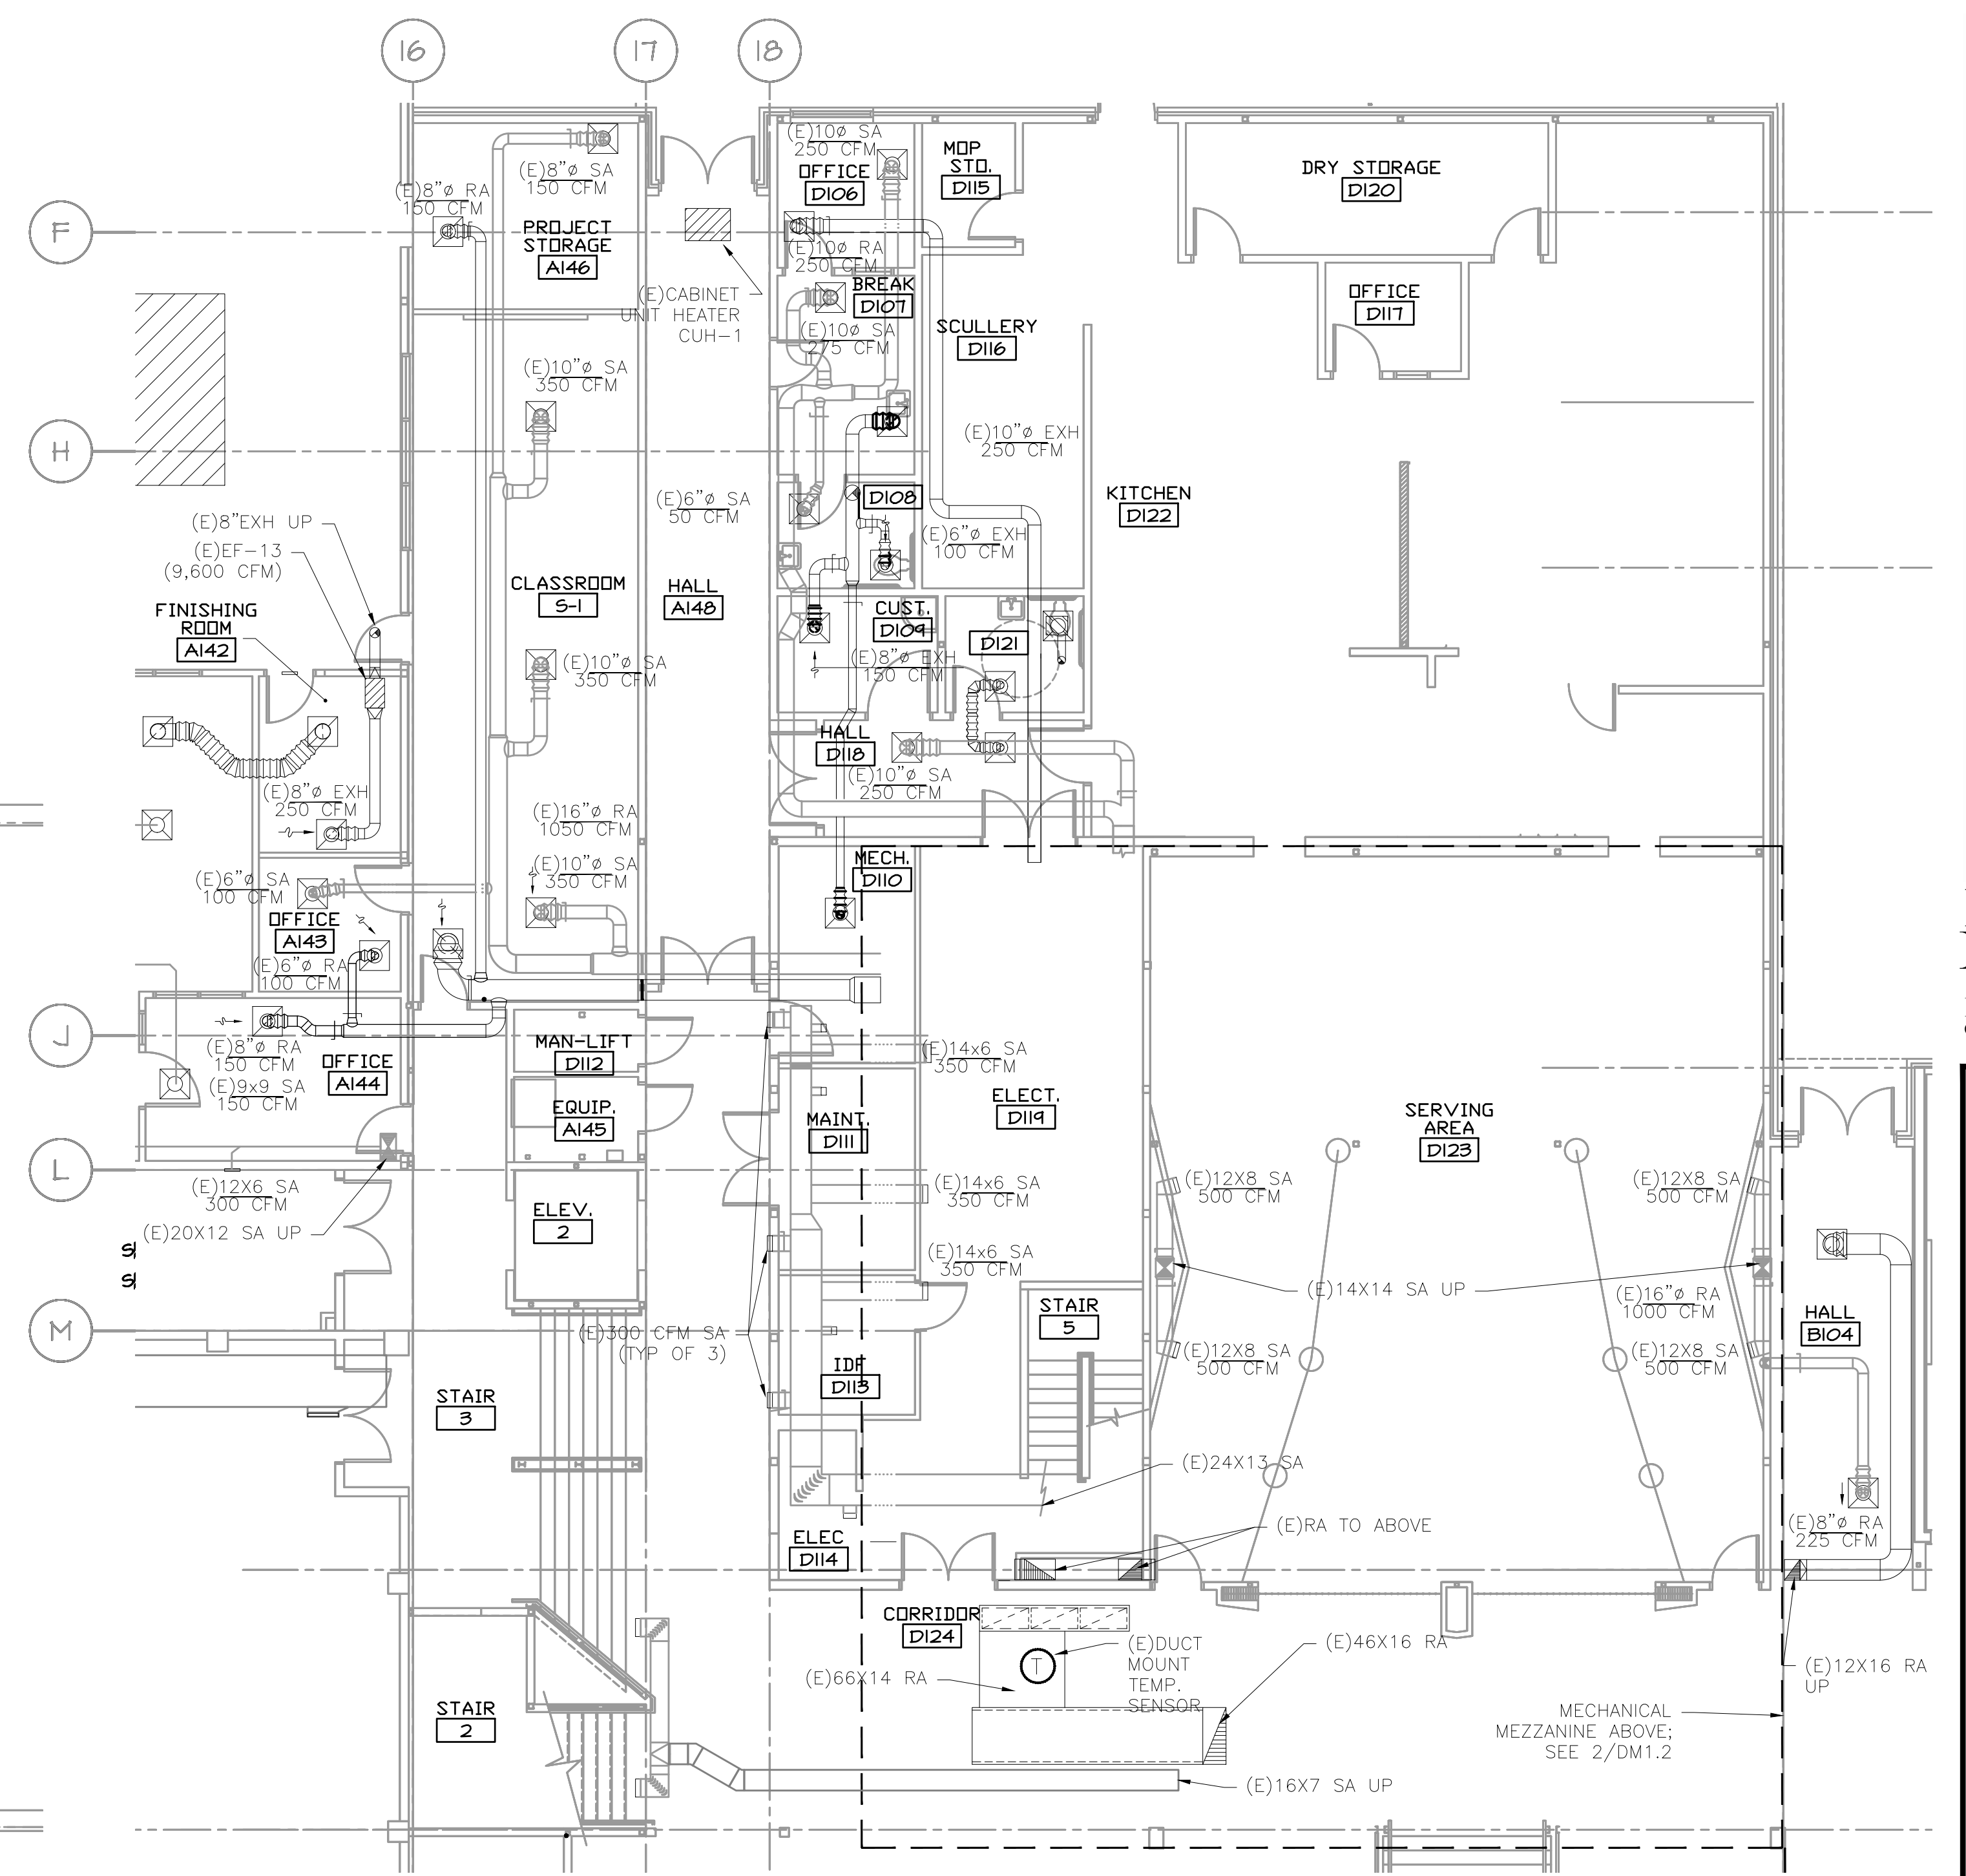 16
17
18
F
H
J
L
M
(E)8"ø SA
150 CFM
(E)8"ø RA
150 CFM
PROJECT
STORAGE
A146
(E)CABINET
UNIT HEATER
CUH-1
(E)10ø SA
250 CFM
OFFICE
D106
MOP
STO.
D115
(E)10ø RA
250 CFM
BREAK
D107
(E)10ø SA
275 CFM
SCULLERY
D116
DRY STORAGE
D120
OFFICE
D117
(E)10"ø SA
350 CFM
(E)10"ø EXH
250 CFM
KITCHEN
D122
(E)6"ø SA
50 CFM
D108
(E)6"ø EXH
100 CFM
(E)8"EXH UP
(E)EF-13
(9,600 CFM)
FINISHING
ROOM
A142
CLASSROOM
S-1
HALL
A148
CUST.
D109
D121
(E)8"ø EXH
150 CFM
(E)10"ø SA
350 CFM
HALL
D118
(E)10"ø SA
250 CFM
(E)8"ø EXH
250 CFM
(E)16"ø RA
1050 CFM
(E)10"ø SA
350 CFM
MECH.
D110
(E)6"ø SA
100 CFM
OFFICE
A143
(E)6"ø RA
100 CFM
(E)8"ø RA
150 CFM
(E)9x9 SA
150 CFM
OFFICE
A144
MAN-LIFT
D112
EQUIP.
A145
MAINT.
D111
(E)14x6 SA
350 CFM
ELECT.
D119
SERVING
AREA
D123
(E)12X6 SA
300 CFM
(E)20X12 SA UP
ELEV.
2
(E)14x6 SA
350 CFM
(E)14x6 SA
350 CFM
(E)12X8 SA
500 CFM
(E)12X8 SA
500 CFM
(E)14X14 SA UP
(E)16"ø RA
1000 CFM
STAIR
5
HALL
B104
(E)300 CFM SA
(TYP OF 3)
(E)12X8 SA
500 CFM
(E)12X8 SA
500 CFM
IDF
D113
STAIR
3
(E)24X13 SA
(E)RA TO ABOVE
ELEC
D114
(E)8"ø RA
225 CFM
CORRIDOR
D124
(E)66X14 RA
T
(E)DUCT
MOUNT
TEMP.
SENSOR
(E)46X16 RA
(E)12X16 RA
UP
STAIR
2
MECHANICAL
MEZZANINE ABOVE;
SEE 2/DM1.2
(E)16X7 SA UP